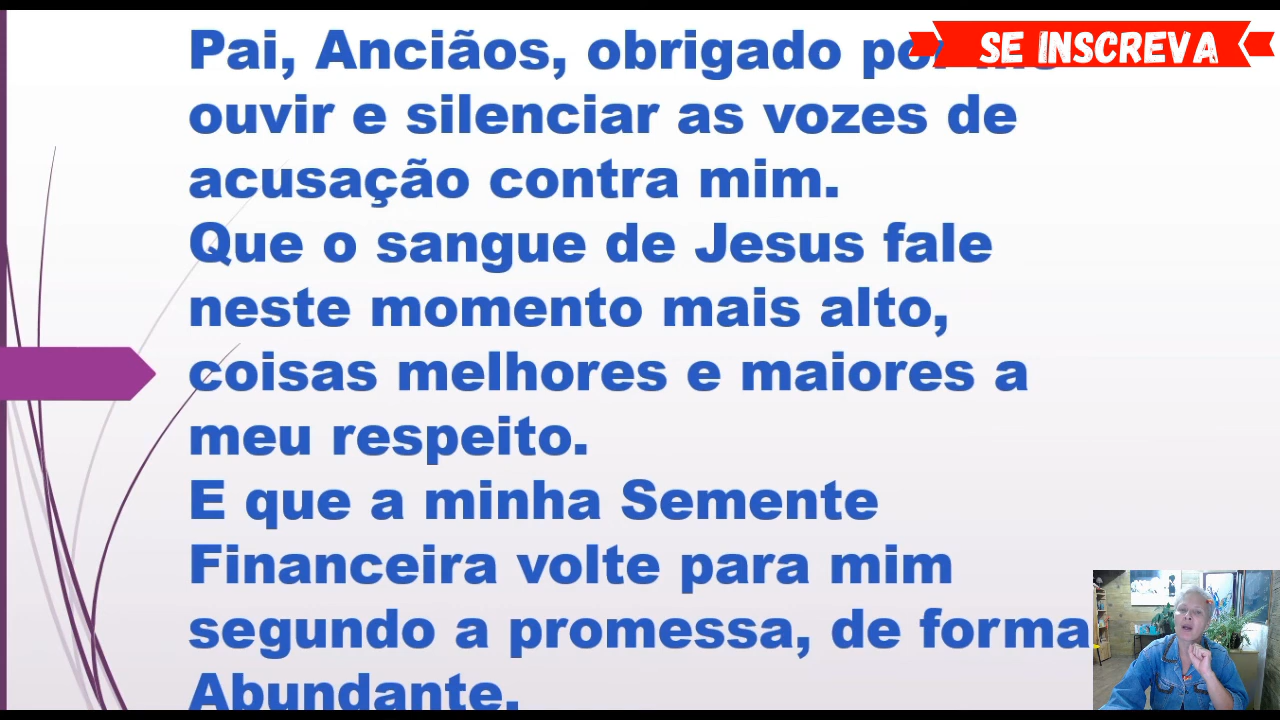 Pai, Anciãos, obrigado por
SE INSCREVA
ouvir e silenciar as vozes de
acusação contra mim.
Que o sangue de Jesus fale
neste momento mais alto,
coisas melhores e maiores a
meu respeito.
E que a minha Semente
Financeira volte para mim
segundo a promessa, de forma
Abundante.